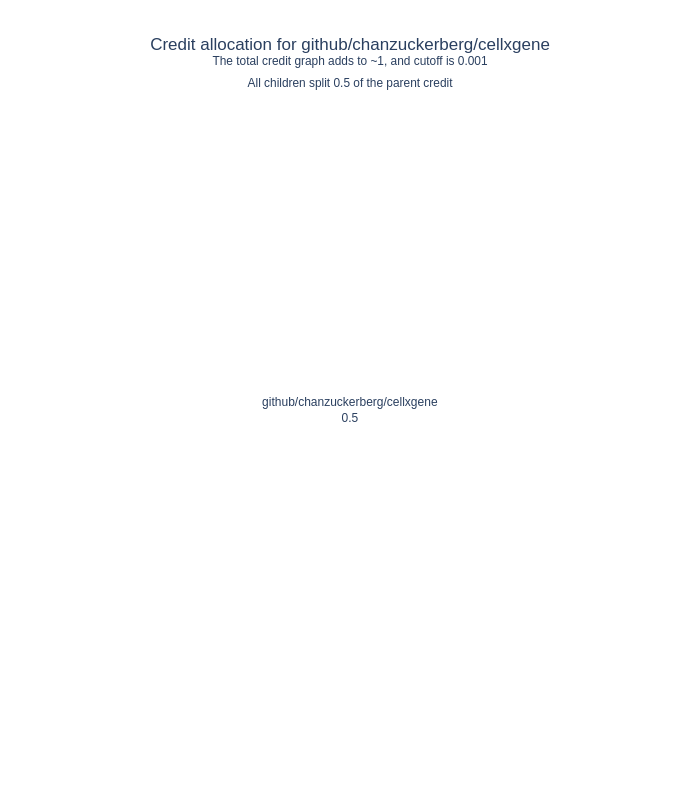 Credit allocation for github/chanzuckerberg/cellxgene
The total credit graph adds to ~1, and cutoff is 0.001
All children split 0.5 of the parent credit
github/chanzuckerberg/cellxgene
0.5